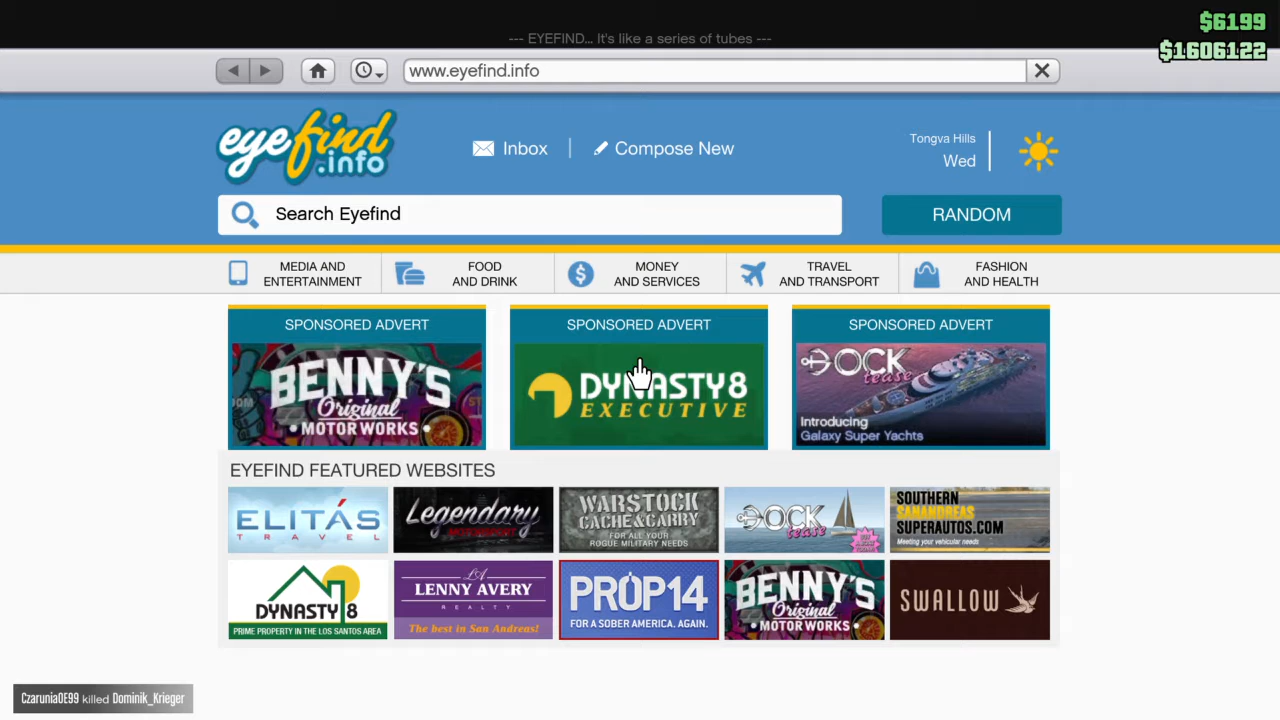 $6199
--- EYEFIND... It's like a series of tubes ---
$1606122
www.eyefind.info
eyefind.info
Inbox
Compose New
Tongva Hills
Wed
Search Eyefind
RANDOM
MEDIA AND ENTERTAINMENT
FOOD AND DRINK
MONEY AND SERVICES
TRAVEL AND TRANSPORT
FASHION AND HEALTH
SPONSORED ADVERT
SPONSORED ADVERT
SPONSORED ADVERT
BENNY'S
Original
• MOTOR WORKS •
DYNASTY8
EXECUTIVE
DOCK
tease
Introducing
Galaxy Super Yachts
EYEFIND FEATURED WEBSITES
ELITÁS
TRAVEL
Legendary
WARSTOCK
CACHE&CARRY
FOR ALL YOUR
ROGUE MILITARY NEEDS
DOCK
tease
SOUTHERN
SANANDREAS
SUPERAUTOS.COM
Meeting your vehicular needs
DYNASTY 8
PRIME PROPERTY IN THE LOS SANTOS AREA
LA
LENNY AVERY
REALTY
The best in San Andreas!
PROP14
FOR A SOBER AMERICA. AGAIN.
BENNY'S
Original
• MOTOR WORKS •
SWALLOW
Czarunia0E99 killed Dominik_Krieger